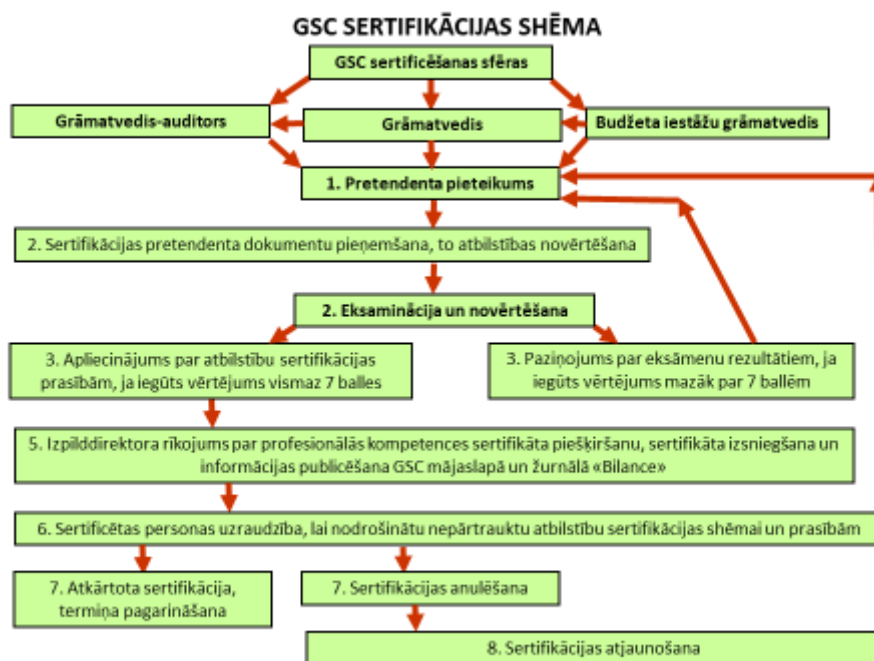 GSC SERTIFIKĀCIJAS SHĒMA
GSC sertificēšanas sfēras
Grāmatvedis-auditors
Grāmatvedis
Budžeta iestāžu grāmatvedis
1. Pretendenta pieteikums
2. Sertifikācijas pretendenta dokumentu pieņemšana, to atbilstības novērtēšana
2. Eksaminācija un novērtēšana
3. Apliecinājums par atbilstību sertifikācijas
prasībām, ja iegūts vērtējums vismaz 7 balles
3. Paziņojums par eksāmenu rezultātiem, ja
iegūts vērtējums mazāk par 7 ballēm
5. Izpilddirektora rīkojums par profesionālās kompetences sertifikāta piešķiršanu, sertifikāta izsniegšana un
informācijas publicēšana GSC mājaslapā un žurnālā «Bilance»
6. Sertificētas personas uzraudzība, lai nodrošinātu nepārtrauktu atbilstību sertifikācijas shēmai un prasībām
7. Atkārtota sertifikācija,
termiņa pagarināšana
7. Sertifikācijas anulēšana
8. Sertifikācijas atjaunošana